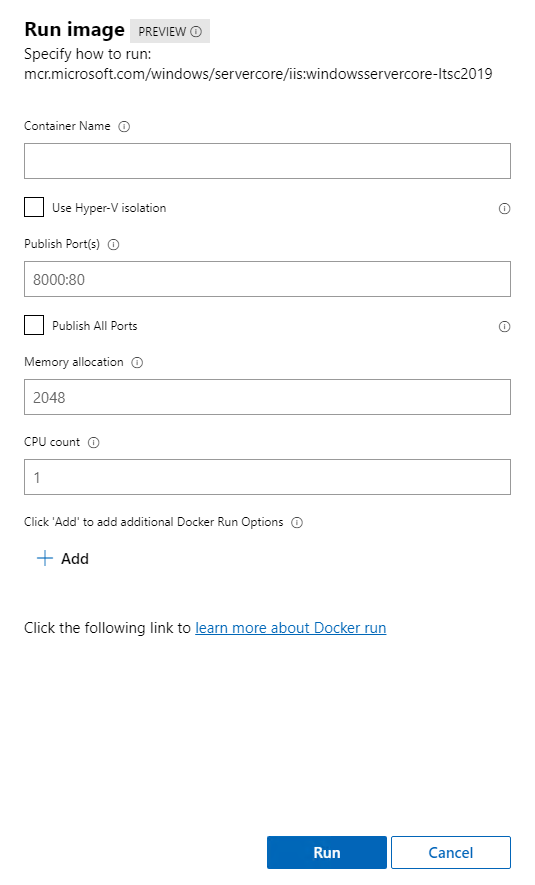 Run image PREVIEW
Specify how to run:
mcr.microsoft.com/windows/servercore/iis:windowsservercore-ltsc2019
Container Name
Use Hyper-V isolation
Publish Port(s)
8000:80
Publish All Ports
Memory allocation
2048
CPU count
1
Click 'Add' to add additional Docker Run Options
Add
Click the following link to learn more about Docker run
Run Cancel